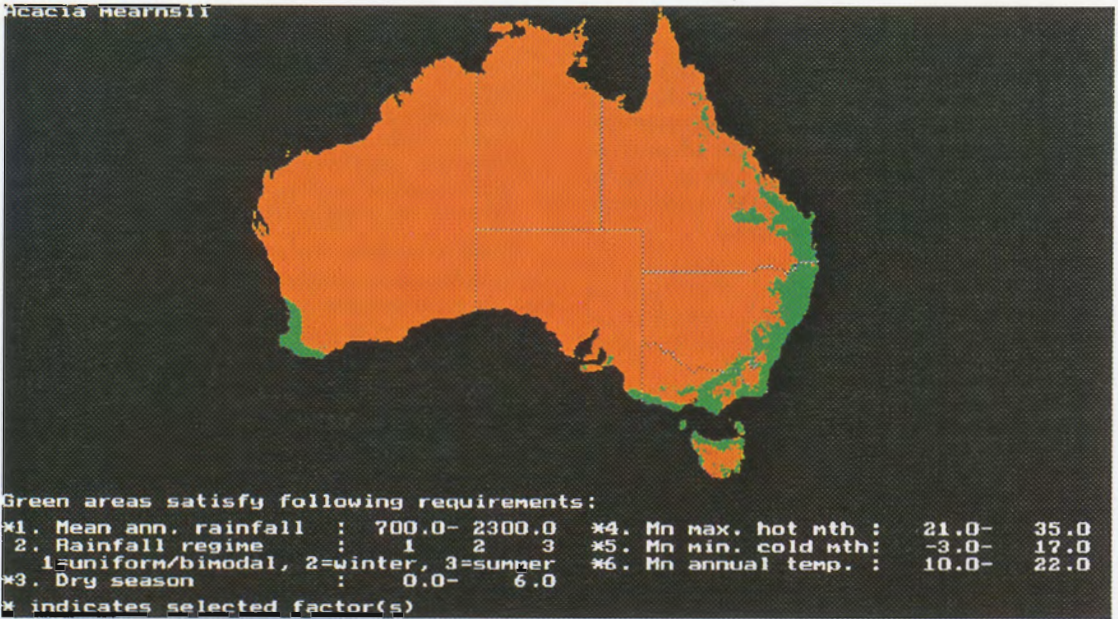 Acacia Mearnsii
Green areas satisfy following requirements:
*1. Mean ann. rainfall : 700.0- 2300.0 *4. Mn max. hot mth : 21.0- 35.0
2. Rainfall regime : 1 2 3 *5. Mn min. cold mth: -3.0- 17.0
1=uniform/bimodal, 2=winter, 3=summer *6. Mn annual temp. : 10.0- 22.0
*3. Dry season : 0.0- 6.0
* indicates selected factor(s)